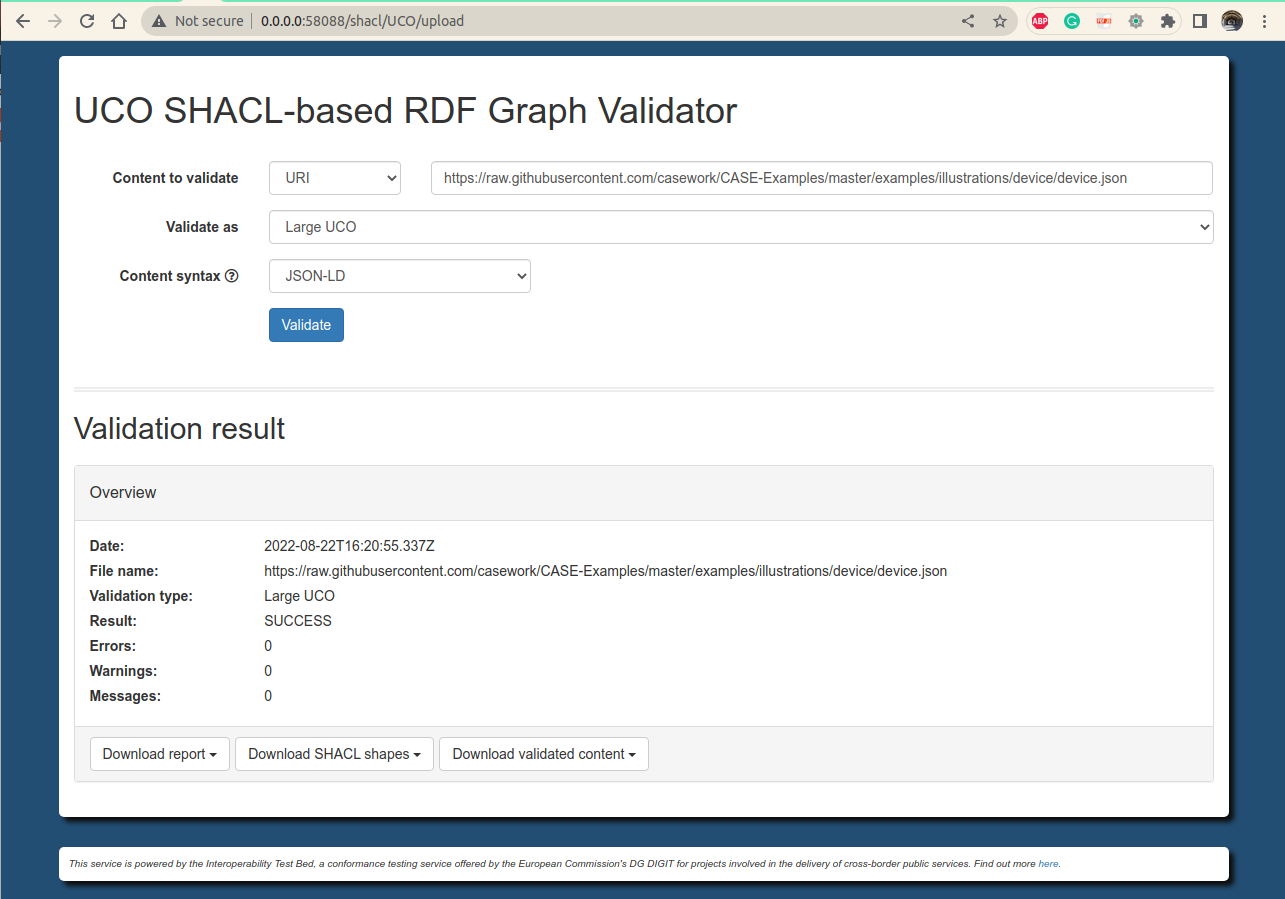 Not secure | 0.0.0.0:58088/shacl/UCO/upload
ABP
UCO SHACL-based RDF Graph Validator
Content to validate URI https://raw.githubusercontent.com/casework/CASE-Examples/master/examples/illustrations/device/device.json
Validate as Large UCO
Content syntax JSON-LD
Validate
Validation result
Overview
Date: 2022-08-22T16:20:55.337Z
File name: https://raw.githubusercontent.com/casework/CASE-Examples/master/examples/illustrations/device/device.json
Validation type: Large UCO
Result: SUCCESS
Errors: 0
Warnings: 0
Messages: 0
Download report Download SHACL shapes Download validated content
This service is powered by the Interoperability Test Bed, a conformance testing service offered by the European Commission's DG DIGIT for projects involved in the delivery of cross-border public services. Find out more here.